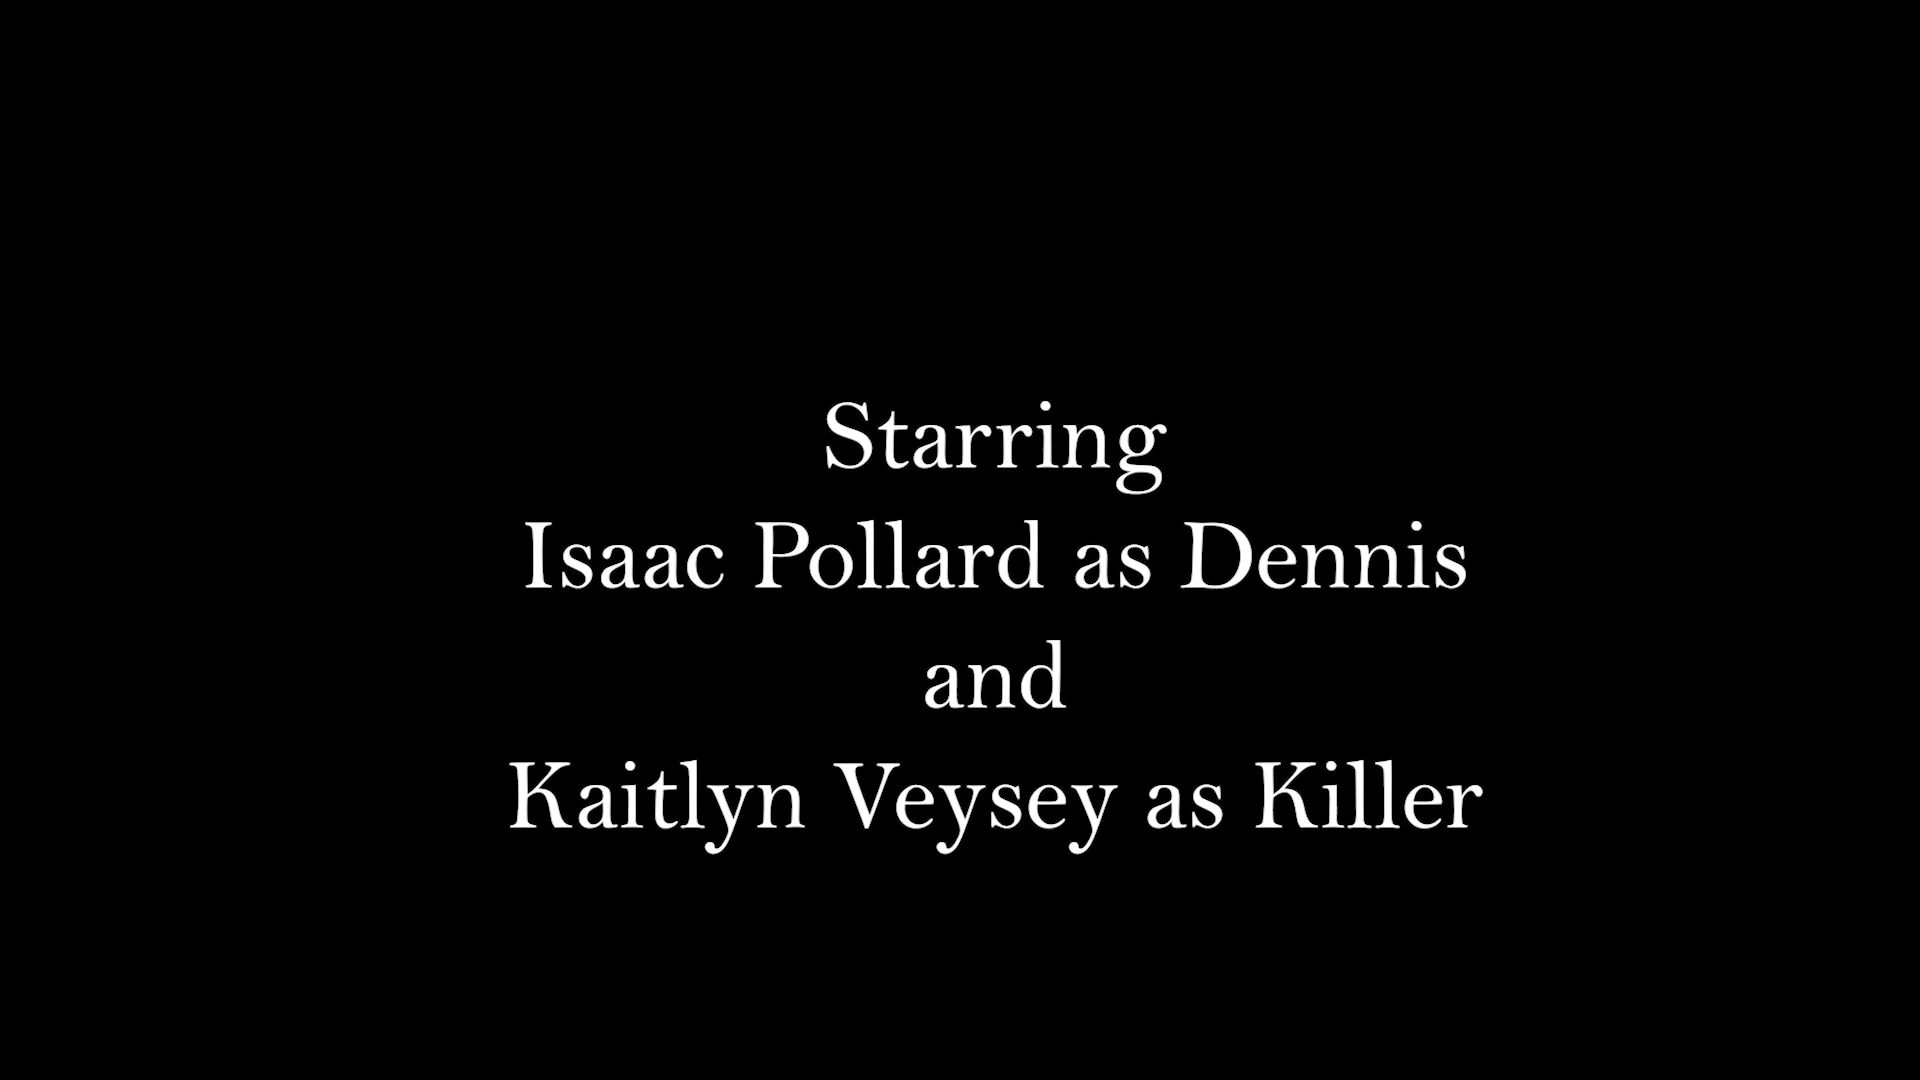 Starring
Isaac Pollard as Dennis
and
Kaitlyn Veysey as Killer